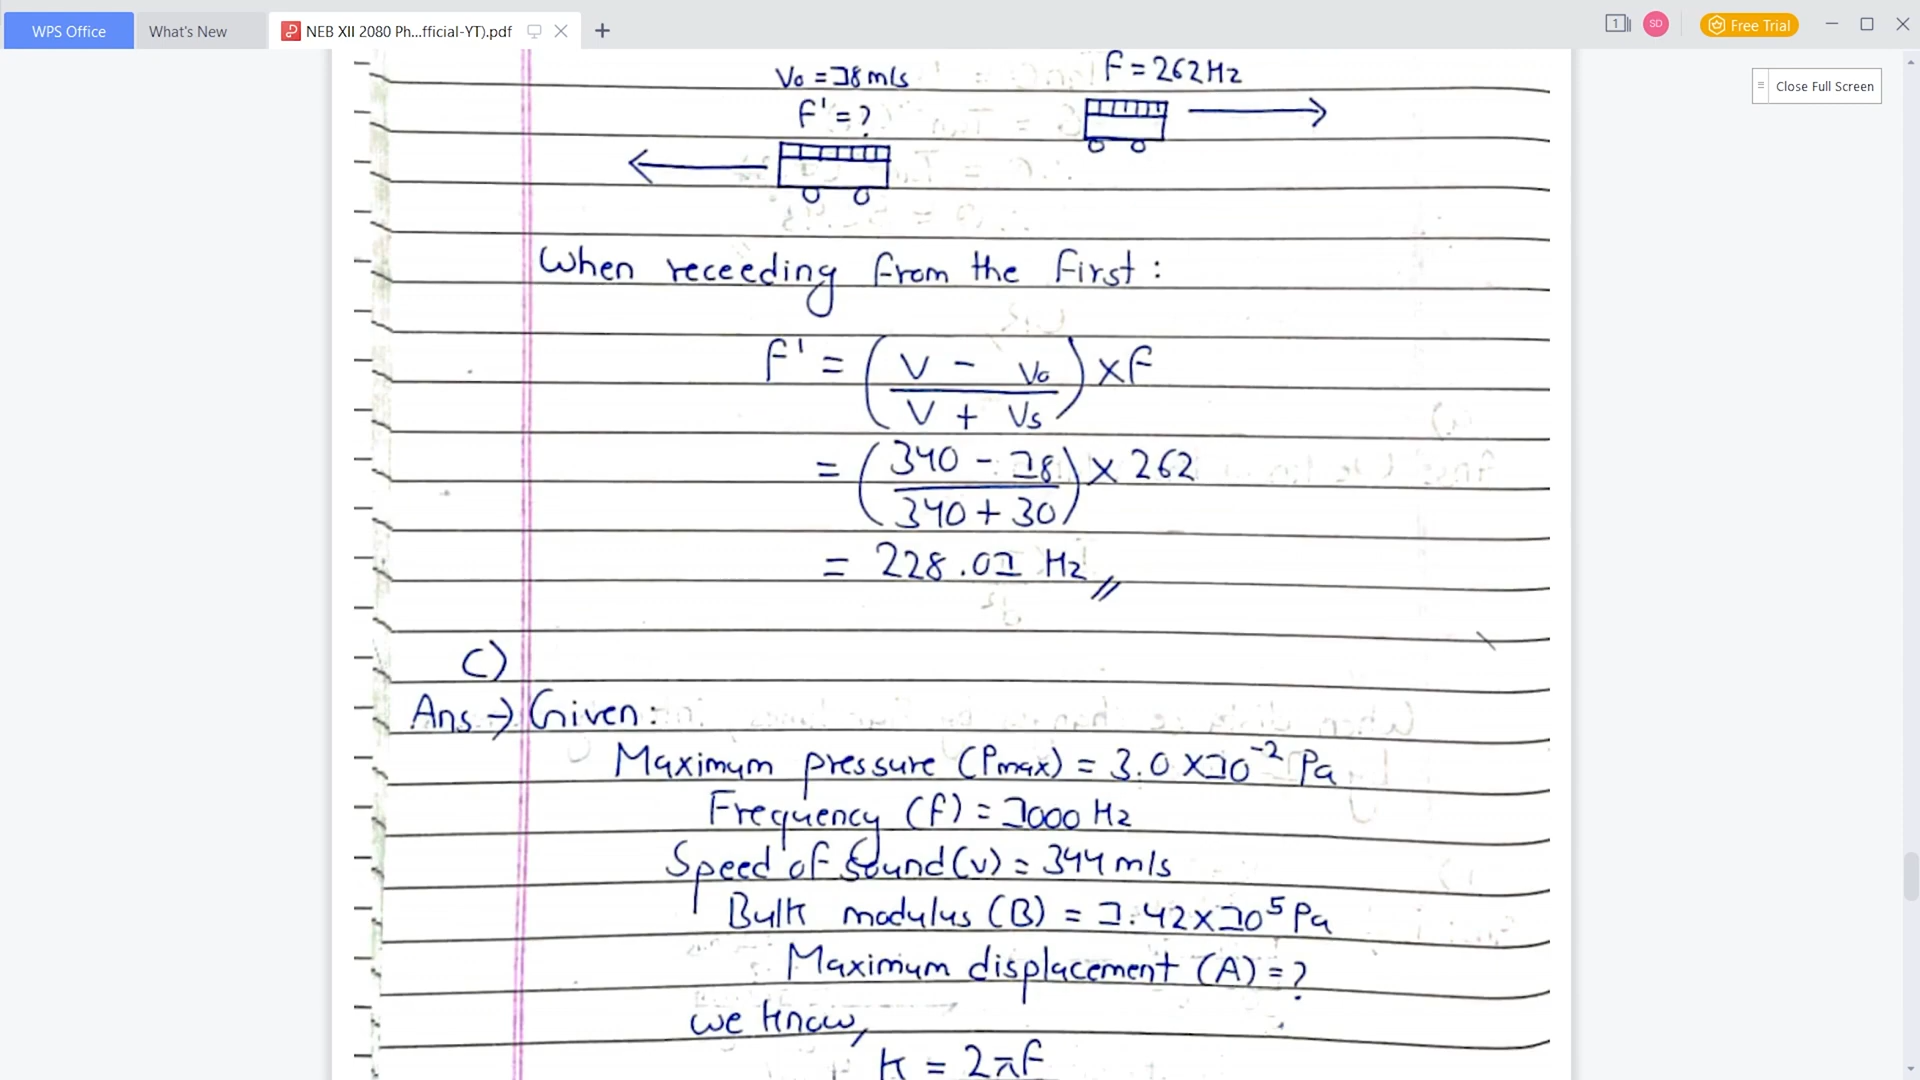 WPS Office
What's New
NEB XII 2080 Ph...fficial-YT).pdf
1
SD
Free Trial
Close Full Screen
Vo = 18 m/s
f' = ?
f = 262 Hz
When receeding from the first :
f' = (V - Vo / V + Vs) × f
= (340 - 18 / 340 + 30) × 262
= 228.01 Hz //
C)
Ans → Given :
Maximum pressure (Pmax) = 3.0 × 10⁻² Pa
Frequency (f) = 1000 Hz
Speed of sound (v) = 344 m/s
Bulk modulus (B) = 1.42 × 10⁵ Pa
Maximum displacement (A) = ?
we know,
K = 2πf